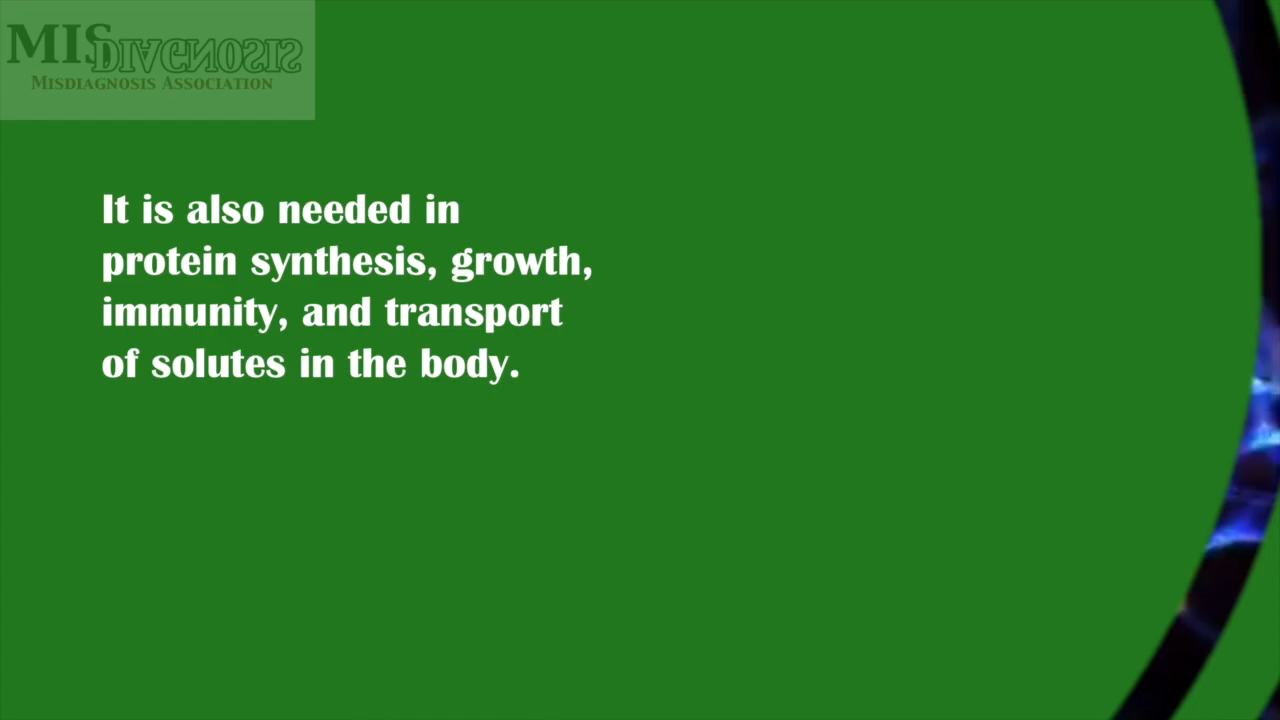 MISDIAGNOSIS
Misdiagnosis Association
It is also needed in
protein synthesis, growth,
immunity, and transport
of solutes in the body.